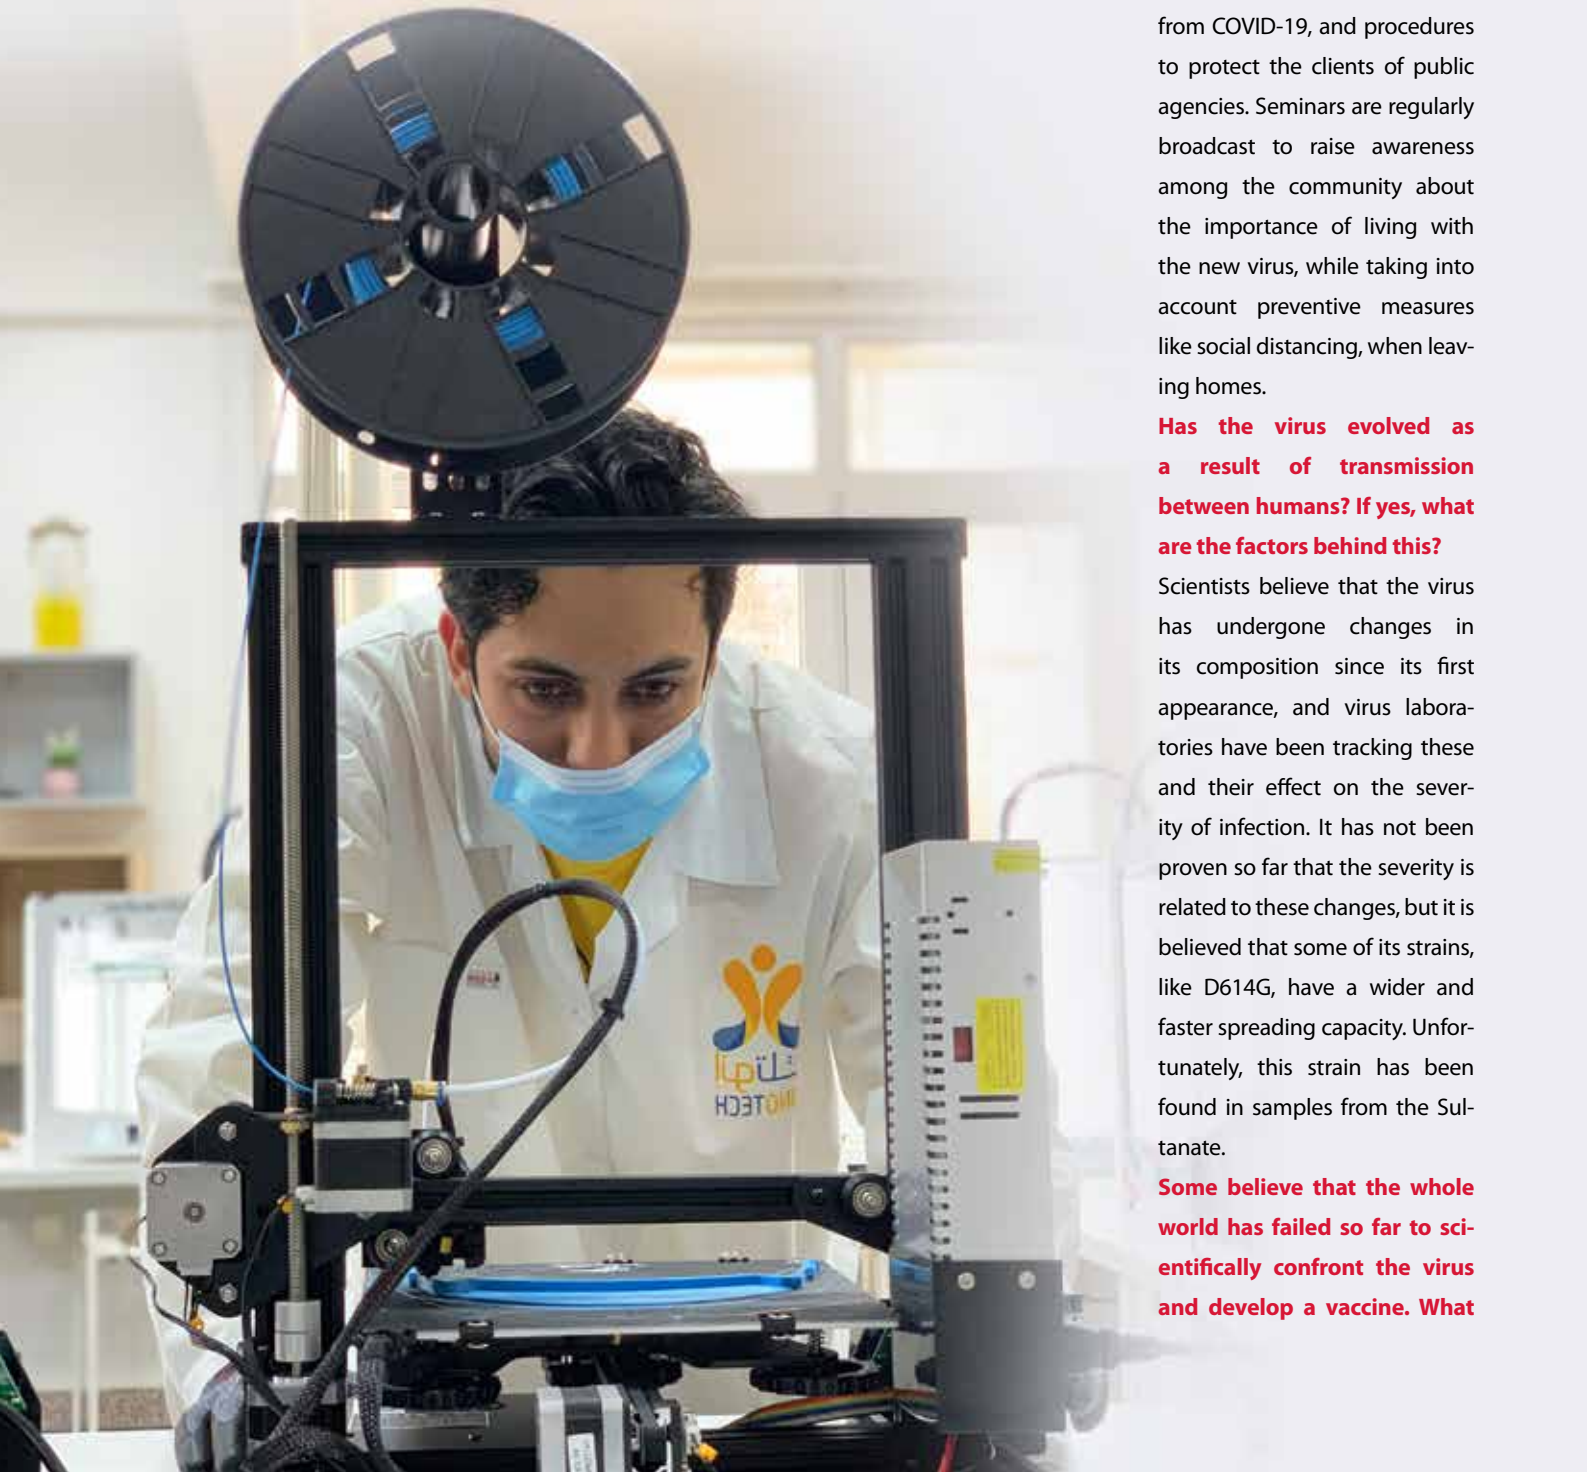 from COVID-19, and procedures
to protect the clients of public
agencies. Seminars are regularly
broadcast to raise awareness
among the community about
the importance of living with
the new virus, while taking into
account preventive measures
like social distancing, when leav-
ing homes.
Has the virus evolved as
a result of transmission
between humans? If yes, what
are the factors behind this?
Scientists believe that the virus
has undergone changes in
its composition since its first
appearance, and virus labora-
tories have been tracking these
and their effect on the sever-
ity of infection. It has not been
proven so far that the severity is
related to these changes, but it is
believed that some of its strains,
like D614G, have a wider and
faster spreading capacity. Unfor-
tunately, this strain has been
found in samples from the Sul-
tanate.
Some believe that the whole
world has failed so far to sci-
entifically confront the virus
and develop a vaccine. What